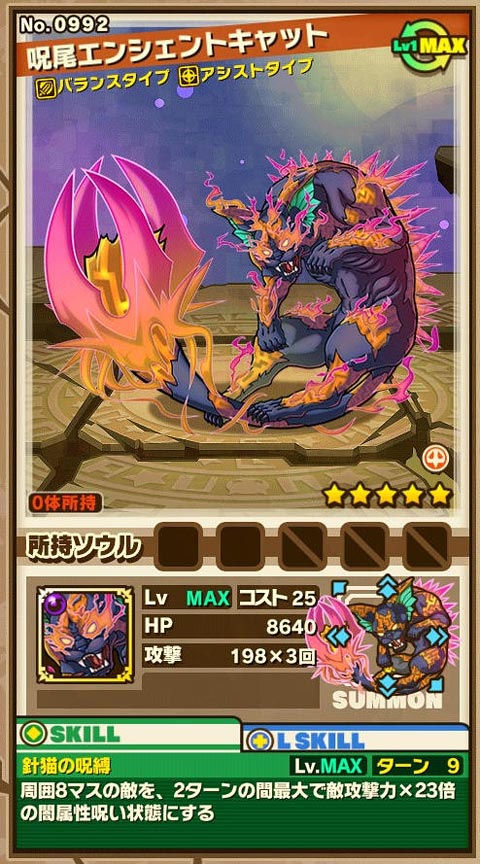 No.0992
呪尾エンシェントキャット
Lv1 MAX
バランスタイプ アシストタイプ
0体所持
所持ソウル
Lv MAX コスト 25
HP 8640
攻撃 198×3回
SUMMON
SKILL
L SKILL
針猫の呪縛 Lv.MAX ターン 9
周囲8マスの敵を、2ターンの間最大で敵攻撃力×23倍
の闇属性呪い状態にする